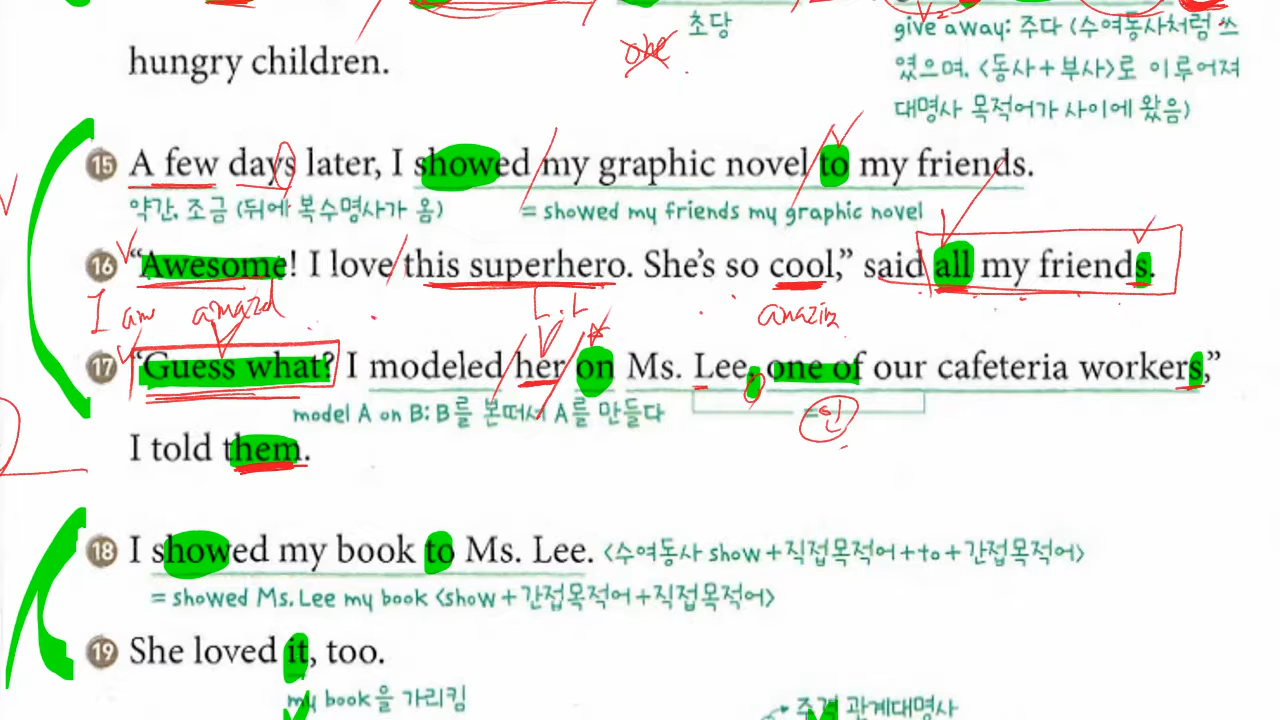 초당
one
give away: 주다 (수여동사처럼 쓰
였으며, <동사+부사>로 이루어져
대명사 목적어가 사이에 왔음)
hungry children.
15 A few days later, I showed my graphic novel to my friends.
약간, 조금 (뒤에 복수명사가 옴)
= showed my friends my graphic novel
16 “Awesome! I love this superhero. She’s so cool,” said all my friends.
I am amazed
L.L
amazing
17 “Guess what? I modeled her on Ms. Lee, one of our cafeteria workers,”
model A on B: B를 본떠서 A를 만들다
I told them.
18 I showed my book to Ms. Lee. <수여동사 show+직접목적어+to+간접목적어>
= showed Ms. Lee my book <show+간접목적어+직접목적어>
19 She loved it, too.
my book을 가리킴
주격 관계대명사